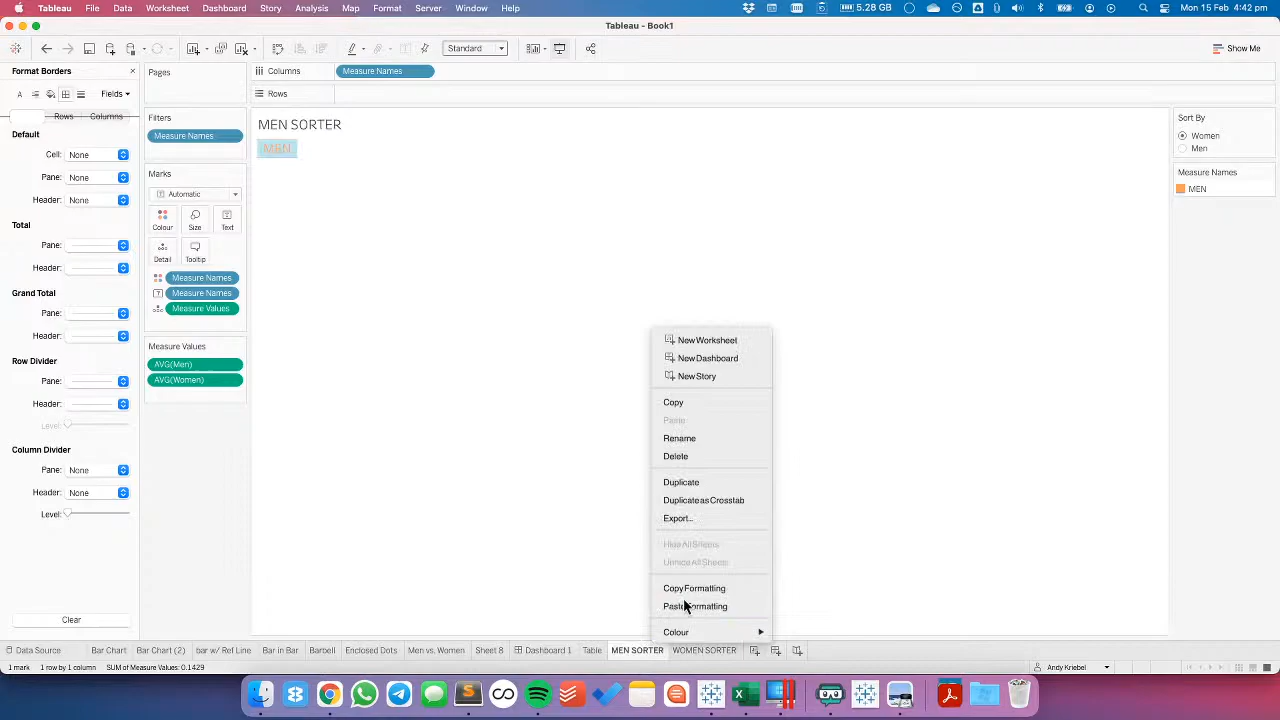 Tableau File Data Worksheet Dashboard Story Analysis Map Format Server Window Help 5.28 GB Mon 15 Feb 4:42 pm
Tableau - Book1
Standard Show Me
Format Borders
Fields
Rows Columns
Default
Cell: None
Pane: None
Header: None
Total
Pane:
Header:
Grand Total
Pane:
Header:
Row Divider
Pane:
Header:
Level:
Column Divider
Pane: None
Header: None
Level:
Clear
Pages
Filters
Measure Names
Marks
Automatic
Colour Size Text
Detail Tooltip
Measure Names
Measure Names
Measure Values
Measure Values
AVG(Men)
AVG(Women)
Columns Measure Names
Rows
MEN SORTER
MEN
New Worksheet
New Dashboard
New Story
Copy
Paste
Rename
Delete
Duplicate
Duplicate as Crosstab
Export...
Hide All Sheets
Unhide All Sheets
Copy Formatting
Paste Formatting
Colour
Sort By
Women
Men
Measure Names
MEN
Data Source Bar Chart Bar Chart (2) bar w/ Ref Line Bar in Bar Barbell Enclosed Dots Men vs. Women Sheet 8 Dashboard 1 Table MEN SORTER WOMEN SORTER
1 mark 1 row by 1 column SUM of Measure Values: 0.1429 Andy Kriebel